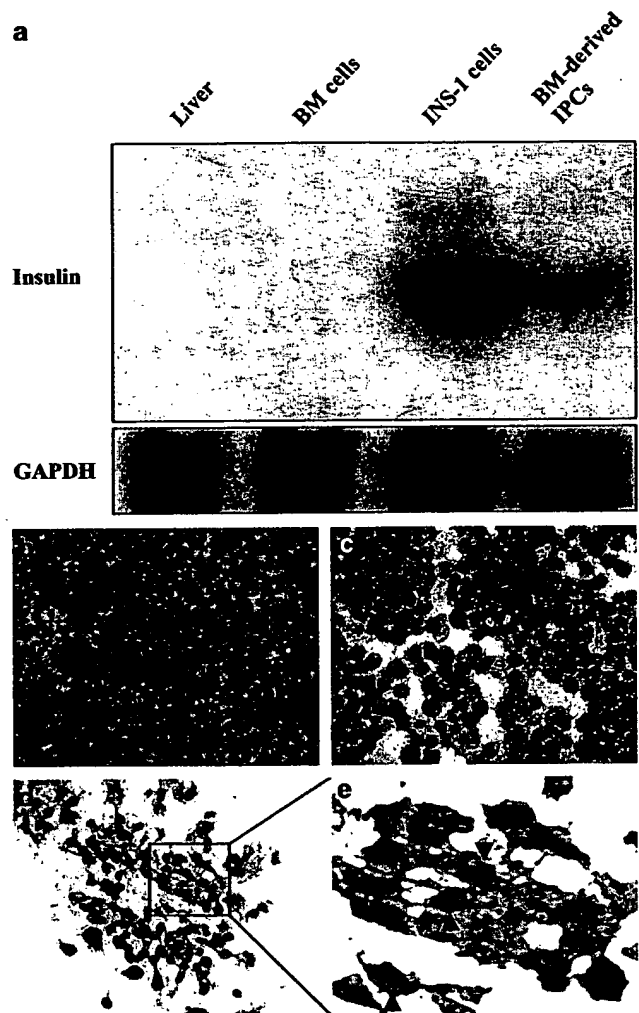 a
Liver
BM cells
INS-1 cells
BM-derived
IPCs
Insulin
GAPDH
c
e